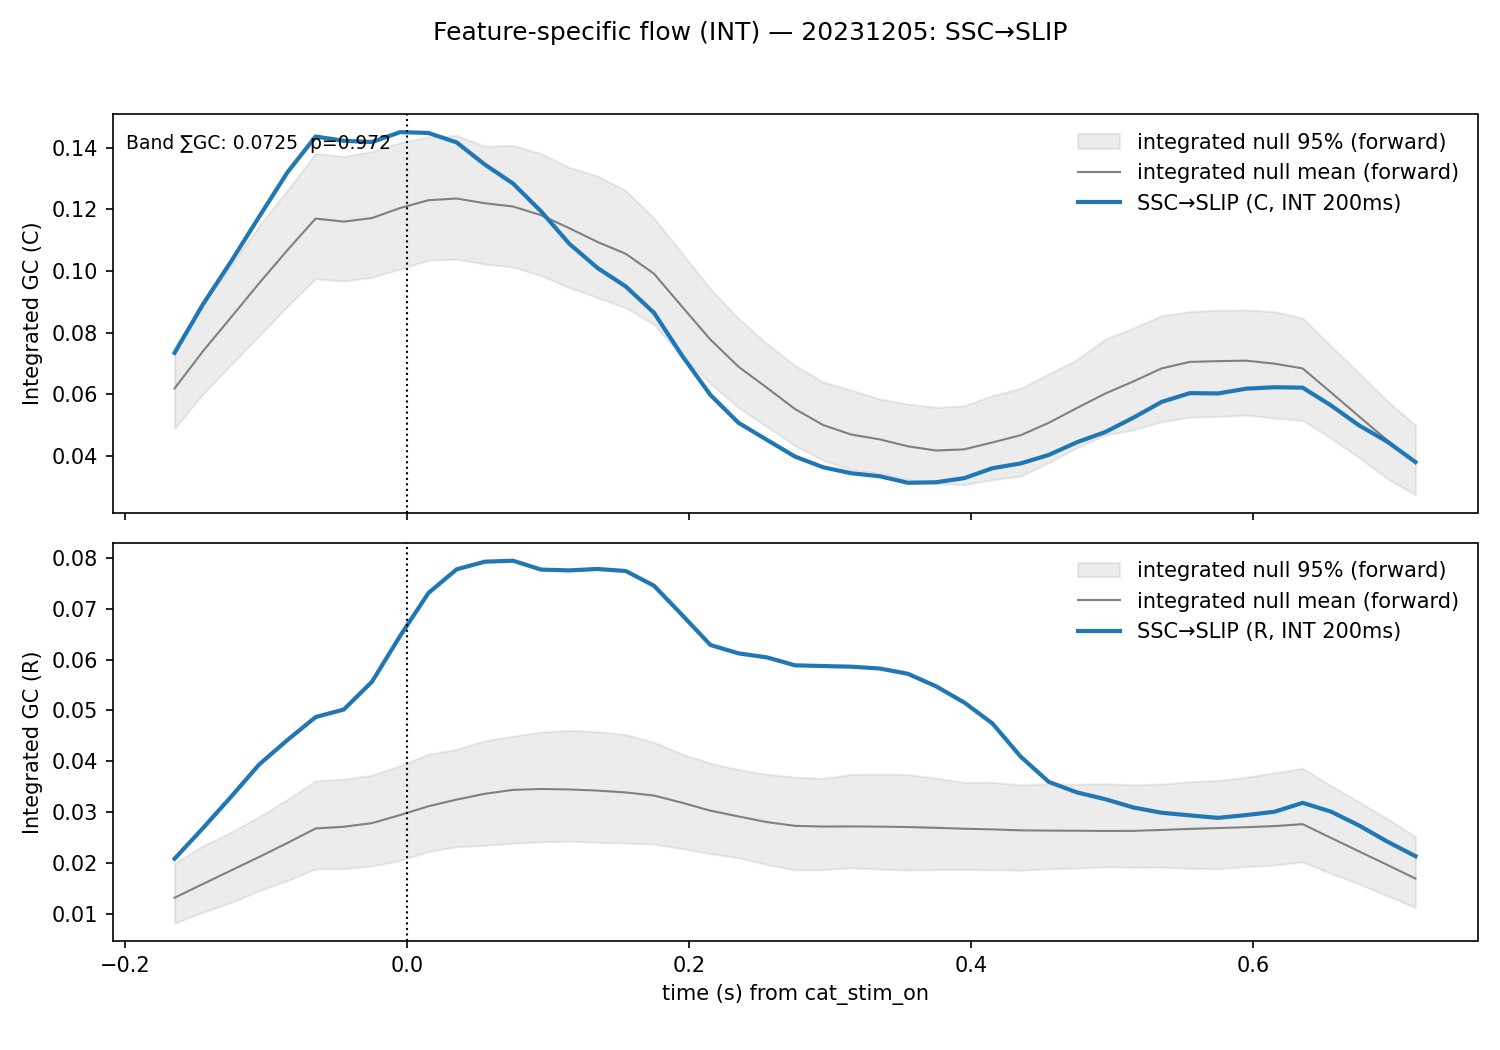 Feature-specific flow (INT) — 20231205: SSC→SLIP
Band ∑GC: 0.0725  p=0.972
integrated null 95% (forward)
integrated null mean (forward)
SSC→SLIP (C, INT 200ms)
Integrated GC (C)
0.14
0.12
0.10
0.08
0.06
0.04
integrated null 95% (forward)
integrated null mean (forward)
SSC→SLIP (R, INT 200ms)
Integrated GC (R)
0.08
0.07
0.06
0.05
0.04
0.03
0.02
0.01
−0.2 0.0 0.2 0.4 0.6
time (s) from cat_stim_on